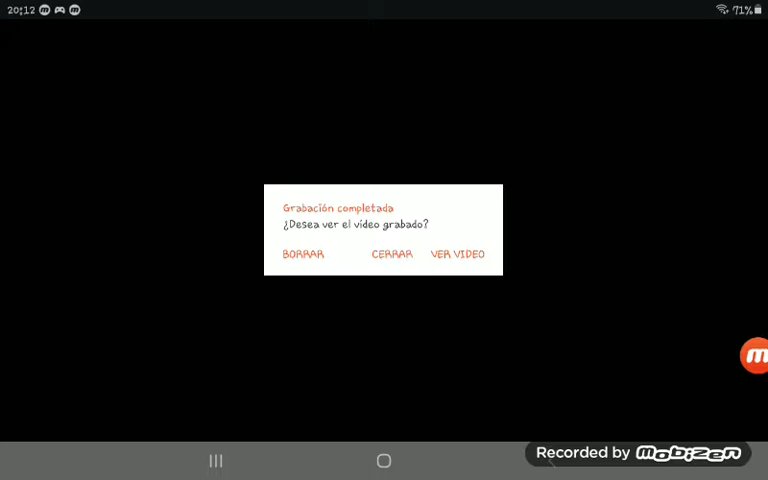 20:12
71%
Grabación completada
¿Desea ver el vídeo grabado?
BORRAR CERRAR VER VIDEO
m
Recorded by mobizen